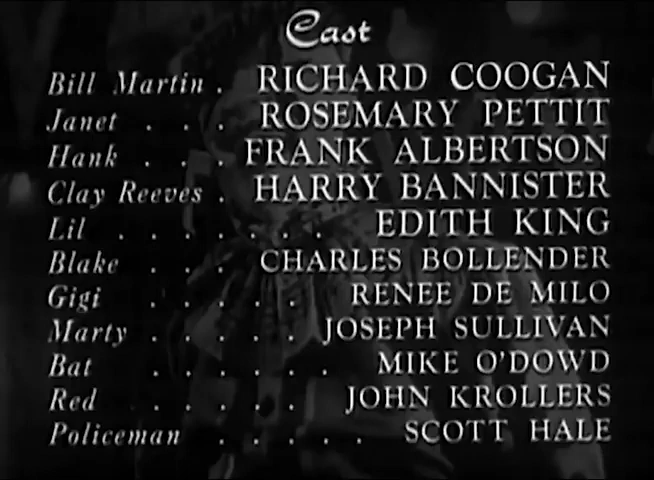 Cast
Bill Martin . RICHARD COOGAN
Janet . . . ROSEMARY PETTIT
Hank . . . FRANK ALBERTSON
Clay Reeves . HARRY BANNISTER
Lil . . . . . . . EDITH KING
Blake . . . CHARLES BOLLENDER
Gigi . . . . . RENEE DE MILO
Marty . . . . . JOSEPH SULLIVAN
Bat . . . . . . MIKE O'DOWD
Red . . . . . JOHN KROLLERS
Policeman . . . . . SCOTT HALE